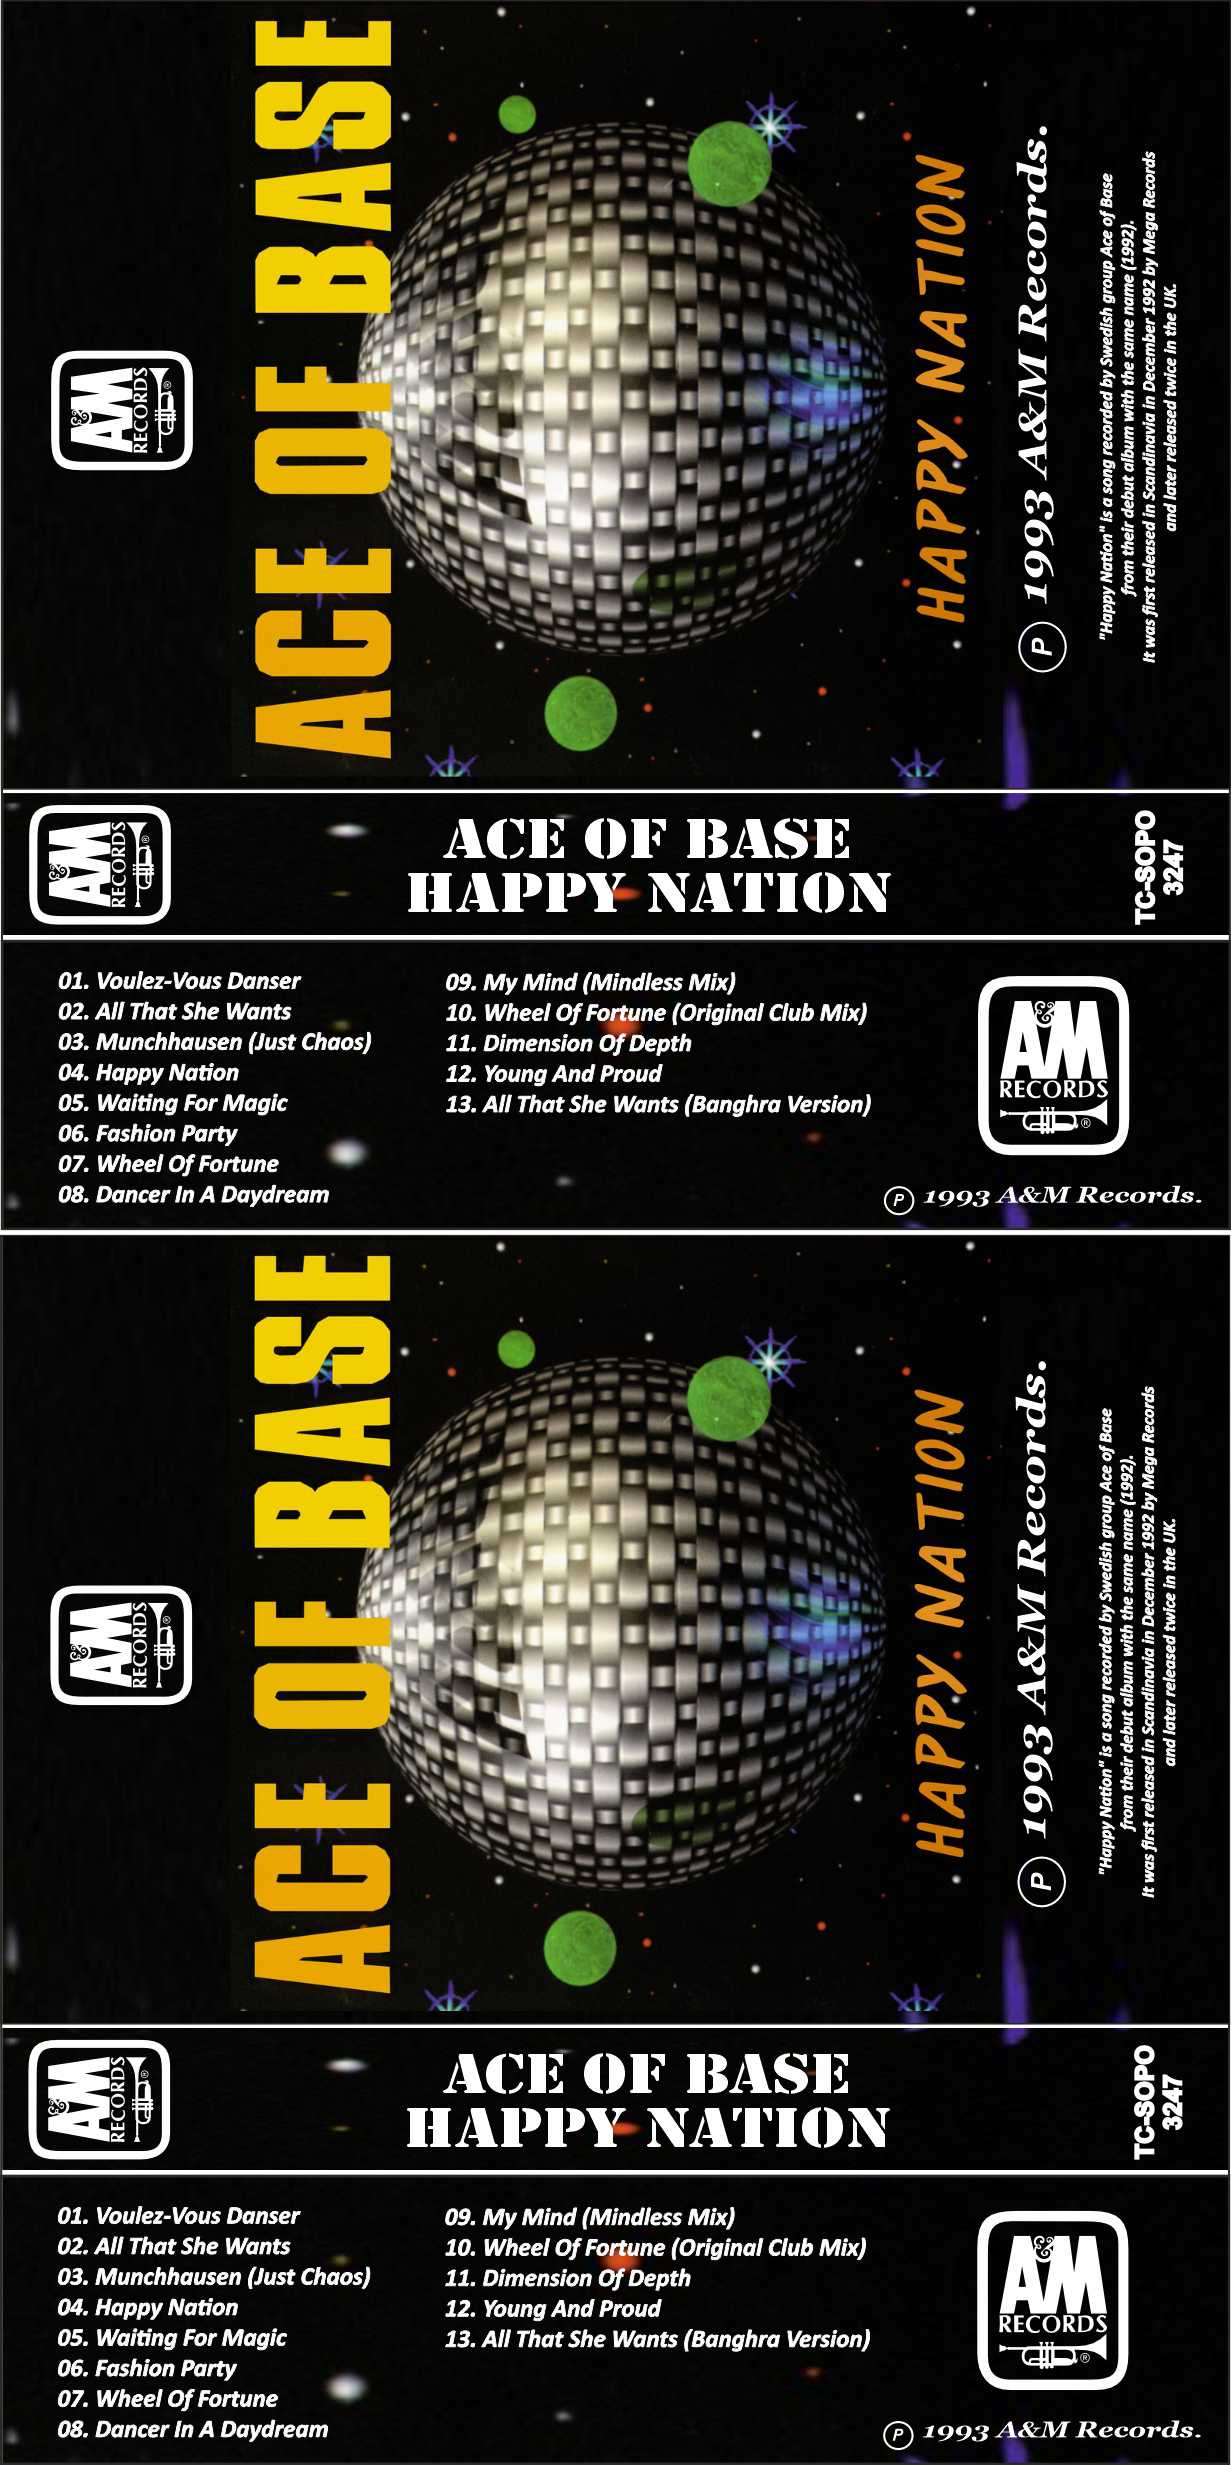 A&M
RECORDS
®
ACE OF BASE
HAPPY NATION
P 1993 A&M Records.
"Happy Nation" is a song recorded by Swedish group Ace of Base
from their debut album with the same name (1992).
It was first released in Scandinavia in December 1992 by Mega Records
and later released twice in the UK.
A&M
RECORDS
®
ACE OF BASE
HAPPY NATION
TC-SOPO
3247
01. Voulez-Vous Danser
02. All That She Wants
03. Munchhausen (Just Chaos)
04. Happy Nation
05. Waiting For Magic
06. Fashion Party
07. Wheel Of Fortune
08. Dancer In A Daydream
09. My Mind (Mindless Mix)
10. Wheel Of Fortune (Original Club Mix)
11. Dimension Of Depth
12. Young And Proud
13. All That She Wants (Banghra Version)
A&M
RECORDS
®
P 1993 A&M Records.
A&M
RECORDS
®
ACE OF BASE
HAPPY NATION
P 1993 A&M Records.
"Happy Nation" is a song recorded by Swedish group Ace of Base
from their debut album with the same name (1992).
It was first released in Scandinavia in December 1992 by Mega Records
and later released twice in the UK.
A&M
RECORDS
®
ACE OF BASE
HAPPY NATION
TC-SOPO
3247
01. Voulez-Vous Danser
02. All That She Wants
03. Munchhausen (Just Chaos)
04. Happy Nation
05. Waiting For Magic
06. Fashion Party
07. Wheel Of Fortune
08. Dancer In A Daydream
09. My Mind (Mindless Mix)
10. Wheel Of Fortune (Original Club Mix)
11. Dimension Of Depth
12. Young And Proud
13. All That She Wants (Banghra Version)
A&M
RECORDS
®
P 1993 A&M Records.